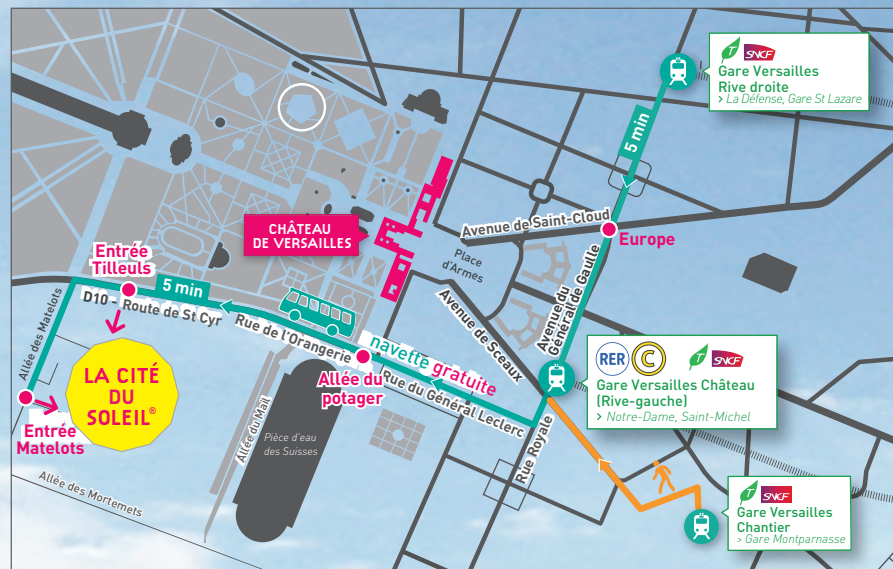 T SNCF
Gare Versailles
Rive droite
> La Défense, Gare St Lazare
5 min
Avenue de Saint-Cloud
Europe
CHÂTEAU
DE VERSAILLES
Place
d'Armes
Avenue du
Général de Gaulle
Avenue de Sceaux
Entrée
Tilleuls
5 min
D10 - Route de St Cyr
Rue de l'Orangerie
navette gratuite
Allée du
potager
Rue du Général Leclerc
Rue Royale
RER C T SNCF
Gare Versailles Château
(Rive-gauche)
> Notre-Dame, Saint-Michel
Allée des Matelots
LA CITÉ
DU
SOLEIL®
Entrée
Matelots
Allée du Mail
Pièce d'eau
des Suisses
Allée des Mortemets
T SNCF
Gare Versailles
Chantier
> Gare Montparnasse